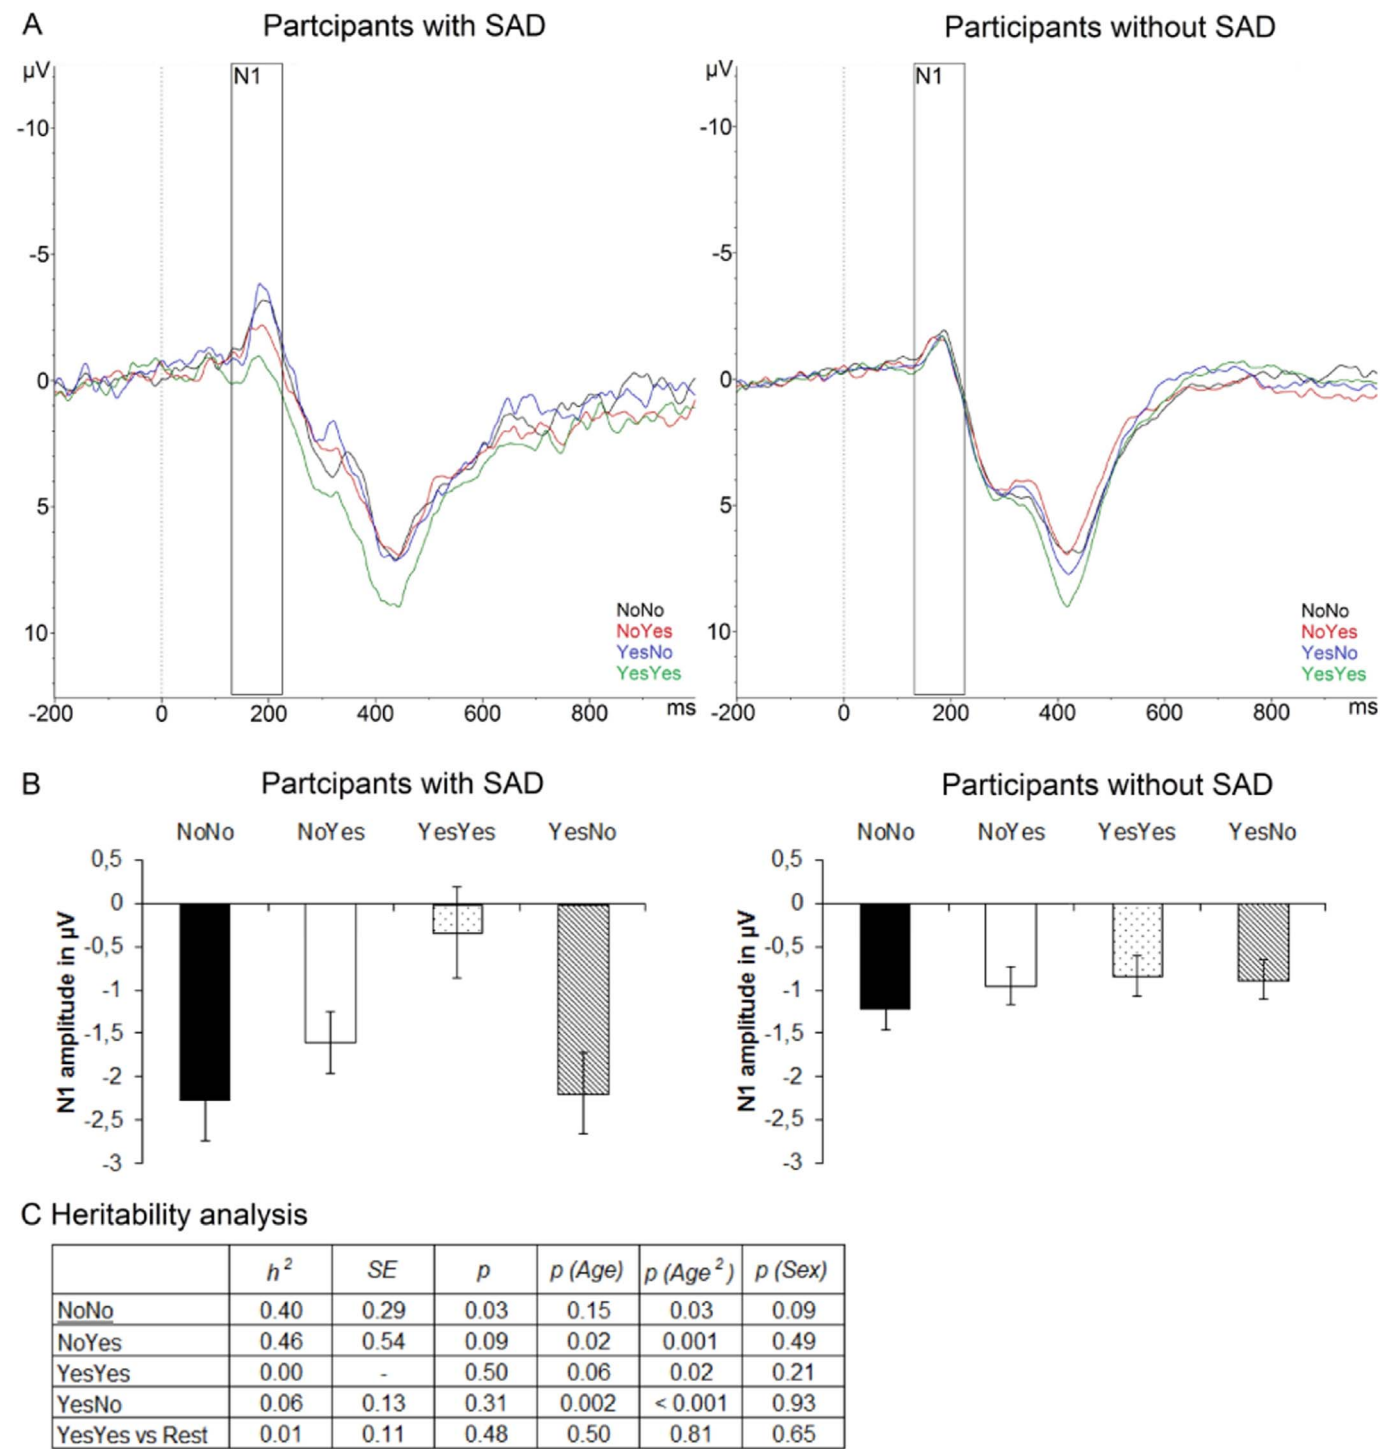 A Partcipants with SAD Participants without SAD
µV N1 µV N1
-10 -10
-5 -5
0 0
5 5
10 10
NoNo NoNo
NoYes NoYes
YesNo YesNo
YesYes YesYes
-200 0 200 400 600 800 ms -200 0 200 400 600 800 ms
B Partcipants with SAD Participants without SAD
NoNo NoYes YesYes YesNo NoNo NoYes YesYes YesNo
0,5 0,5
0 0
-0,5 -0,5
-1 -1
-1,5 -1,5
-2 -2
-2,5 -2,5
-3 -3
N1 amplitude in µV N1 amplitude in µV
C Heritability analysis
h² SE p p (Age) p (Age²) p (Sex)
NoNo 0.40 0.29 0.03 0.15 0.03 0.09
NoYes 0.46 0.54 0.09 0.02 0.001 0.49
YesYes 0.00 - 0.50 0.06 0.02 0.21
YesNo 0.06 0.13 0.31 0.002 < 0.001 0.93
YesYes vs Rest 0.01 0.11 0.48 0.50 0.81 0.65